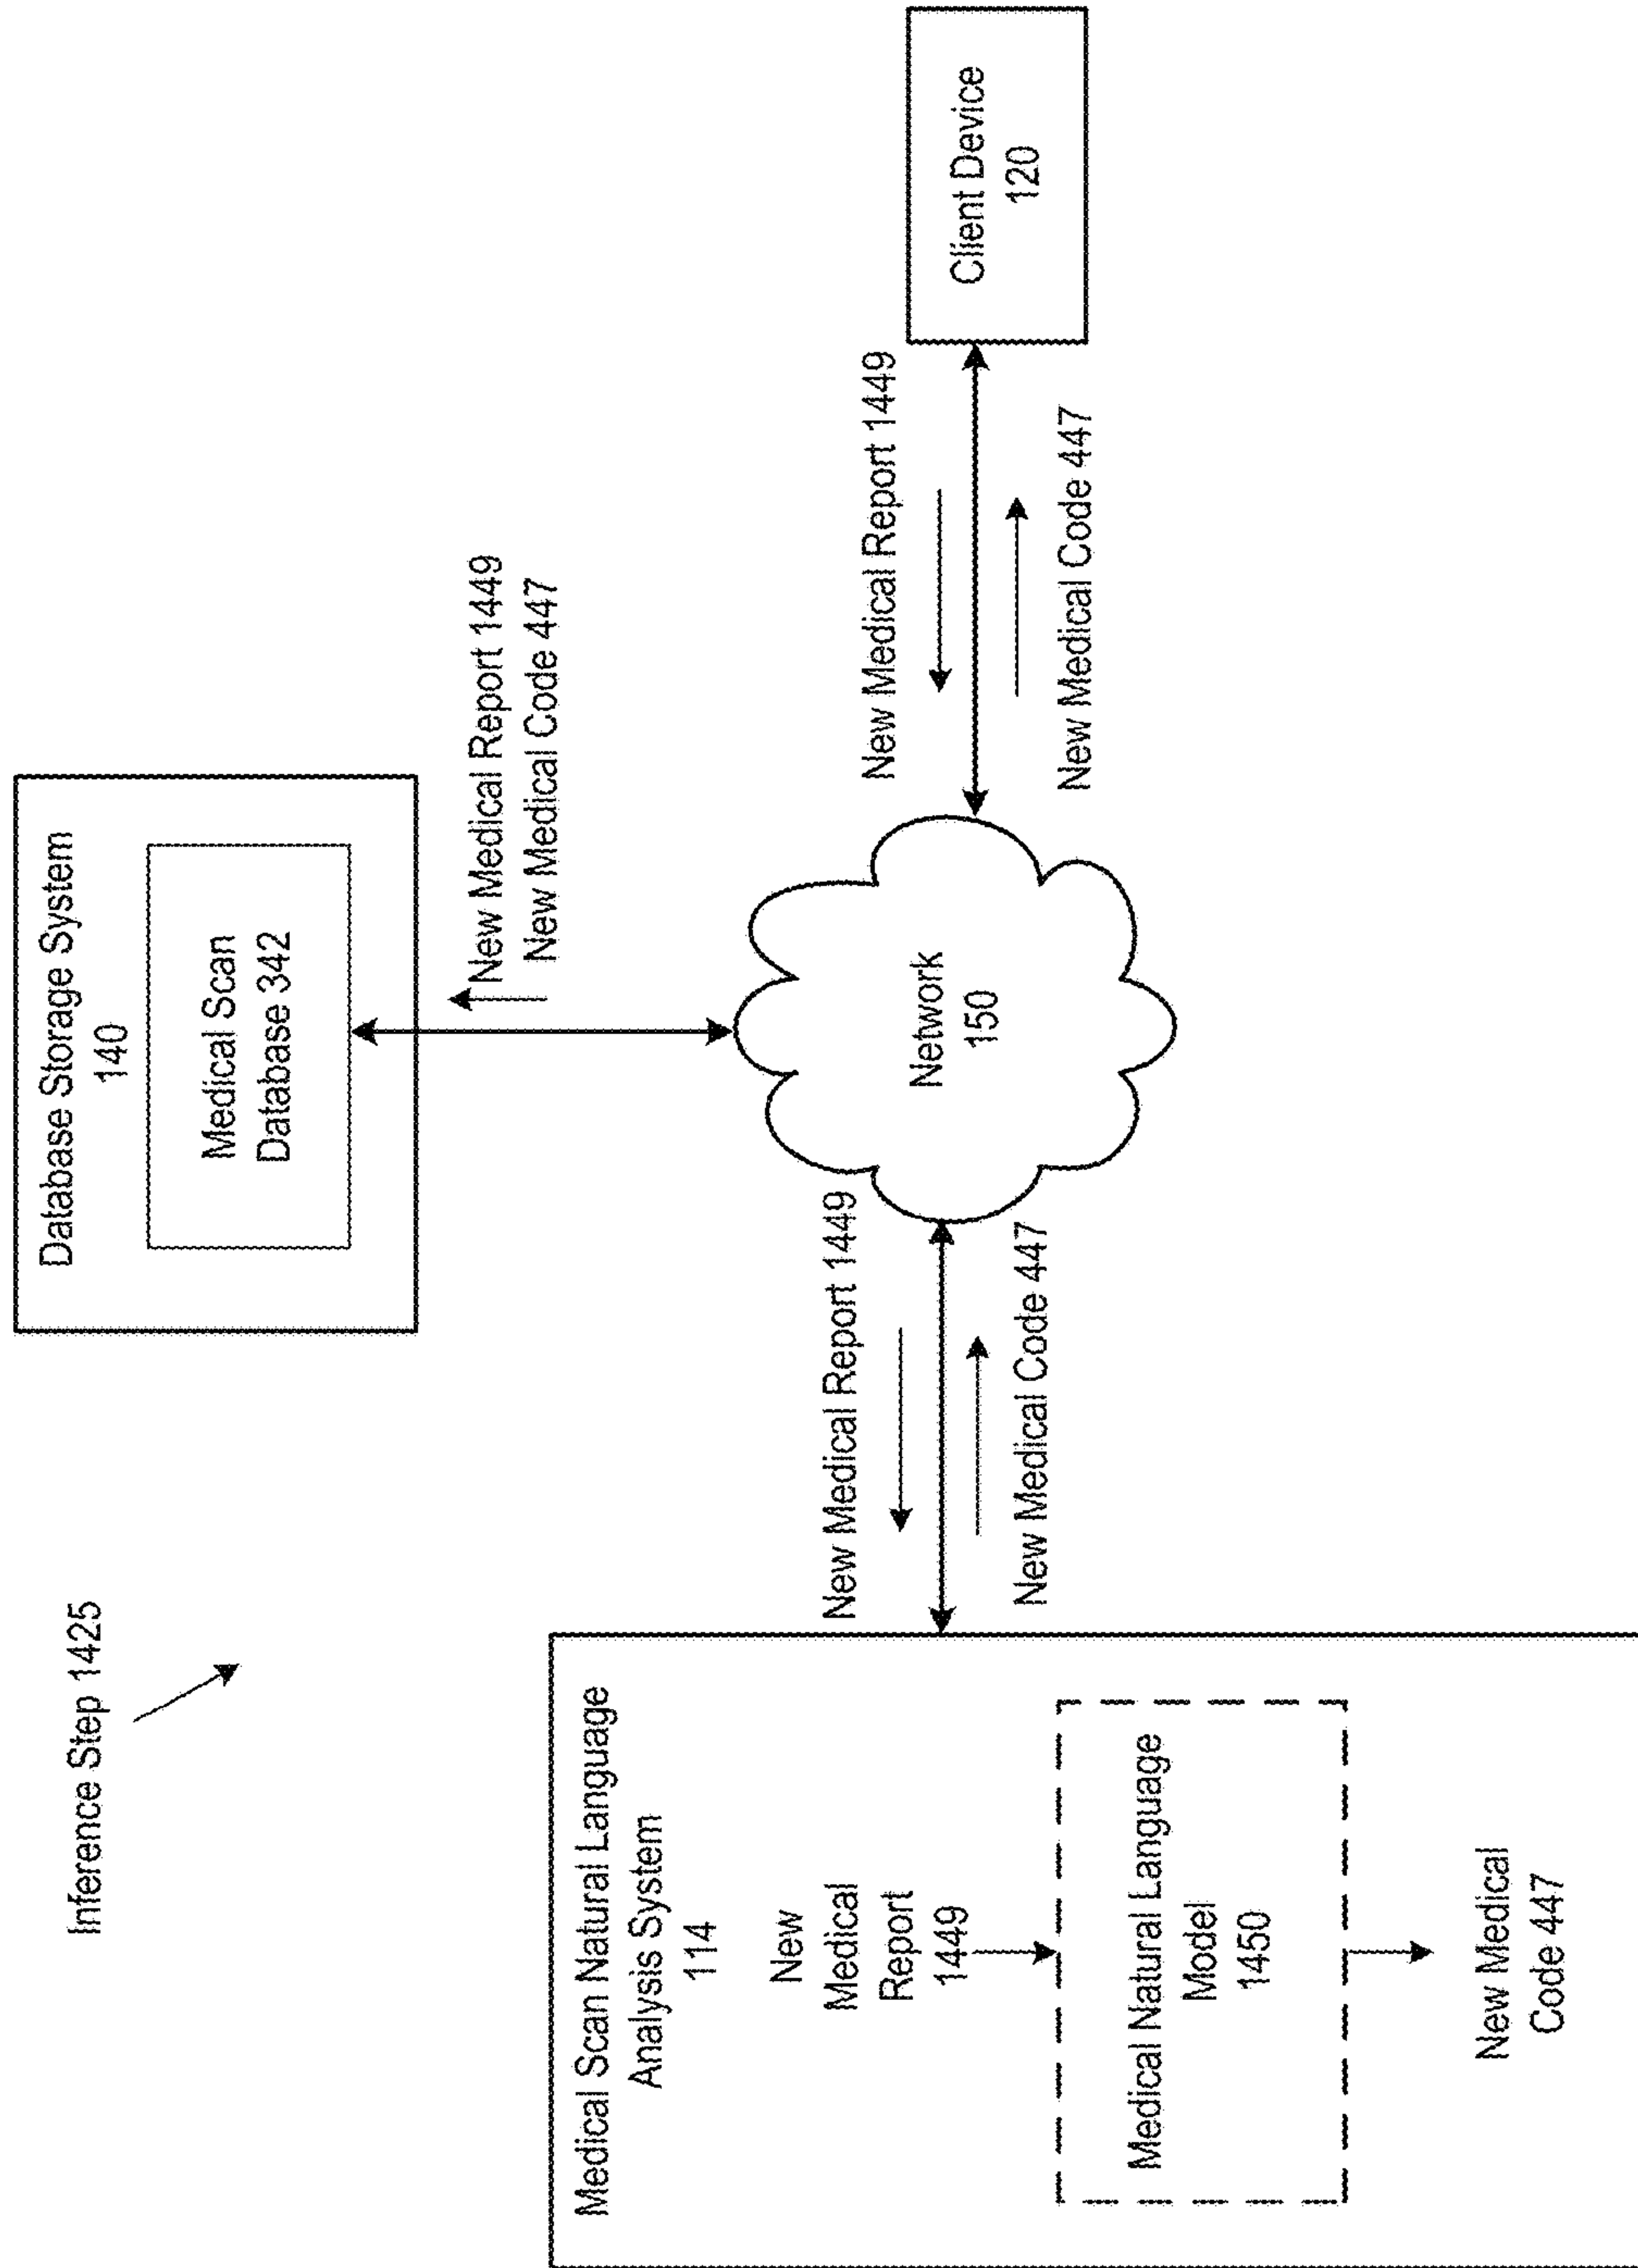 Inference Step 1425
Database Storage System
140
Medical Scan
Database 342
New Medical Report 1449
New Medical Code 447
Medical Scan Natural Language
Analysis System
114
New
Medical
Report
1449
Medical Natural Language
Model
1450
New Medical
Code 447
New Medical Report 1449
New Medical Code 447
Network
150
New Medical Report 1449
New Medical Code 447
Client Device
120